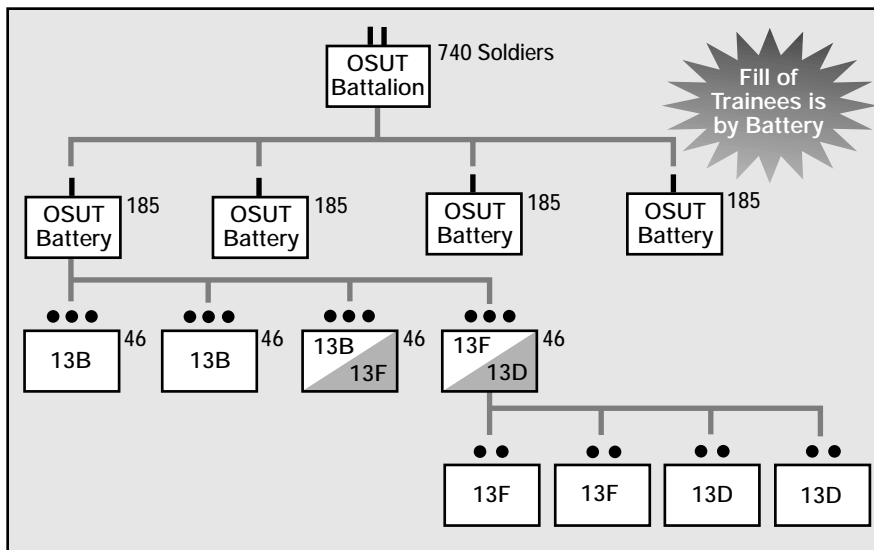 740 Soldiers
OSUT
Battalion
Fill of
Trainees is
by Battery
OSUT
Battery
185
OSUT
Battery
185
OSUT
Battery
185
OSUT
Battery
185
13B
46
13B
46
13B
13F
46
13F
13D
46
13F
13F
13D
13D